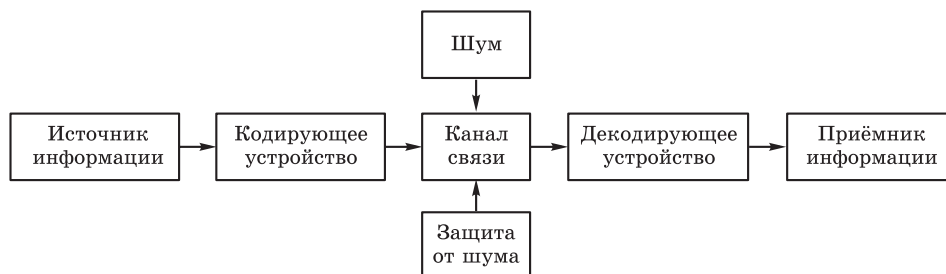 Шум
Источник
информации
Кодирующее
устройство
Канал
связи
Декодирующее
устройство
Приёмник
информации
Защита
от шума